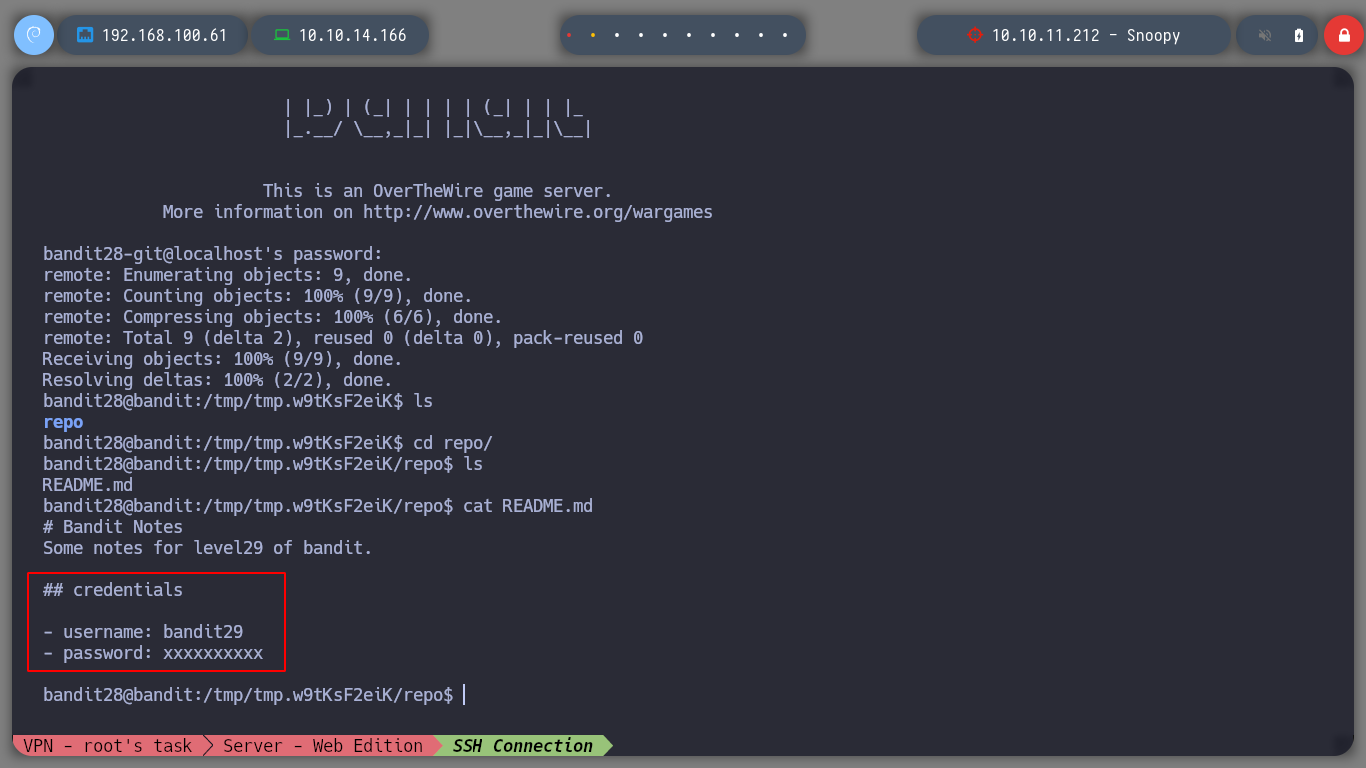 192.168.100.61 10.10.14.166 10.10.11.212 - Snoopy
| |_) | (_| | | | | (_| | | |_
|_.__/ \__,_|_| |_|\__,_|_|\__|
This is an OverTheWire game server.
More information on http://www.overthewire.org/wargames
bandit28-git@localhost's password:
remote: Enumerating objects: 9, done.
remote: Counting objects: 100% (9/9), done.
remote: Compressing objects: 100% (6/6), done.
remote: Total 9 (delta 2), reused 0 (delta 0), pack-reused 0
Receiving objects: 100% (9/9), done.
Resolving deltas: 100% (2/2), done.
bandit28@bandit:/tmp/tmp.w9tKsF2eiK$ ls
repo
bandit28@bandit:/tmp/tmp.w9tKsF2eiK$ cd repo/
bandit28@bandit:/tmp/tmp.w9tKsF2eiK/repo$ ls
README.md
bandit28@bandit:/tmp/tmp.w9tKsF2eiK/repo$ cat README.md
# Bandit Notes
Some notes for level29 of bandit.
## credentials
- username: bandit29
- password: xxxxxxxxxx
bandit28@bandit:/tmp/tmp.w9tKsF2eiK/repo$
VPN - root's task Server - Web Edition SSH Connection